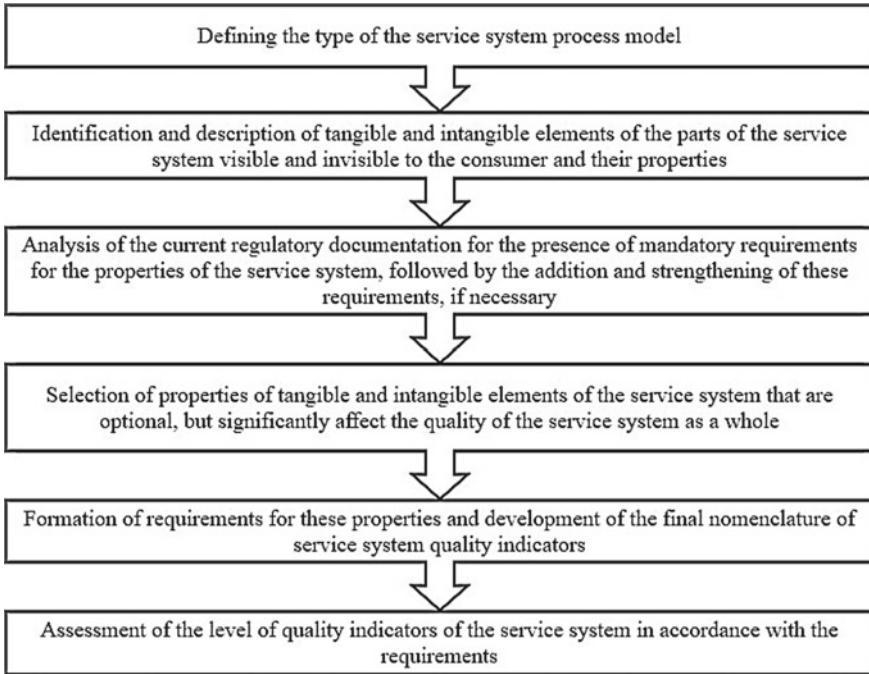 Defining the type of the service system process model
Identification and description of tangible and intangible elements of the parts of the service
system visible and invisible to the consumer and their properties
Analysis of the current regulatory documentation for the presence of mandatory requirements
for the properties of the service system, followed by the addition and strengthening of these
requirements, if necessary
Selection of properties of tangible and intangible elements of the service system that are
optional, but significantly affect the quality of the service system as a whole
Formation of requirements for these properties and development of the final nomenclature of
service system quality indicators
Assessment of the level of quality indicators of the service system in accordance with the
requirements